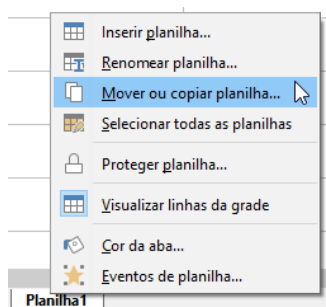 Inserir planilha...
Renomear planilha...
Mover ou copiar planilha...
Selecionar todas as planilhas
Proteger planilha...
Visualizar linhas da grade
Cor da aba...
Eventos de planilha...
Planilha1